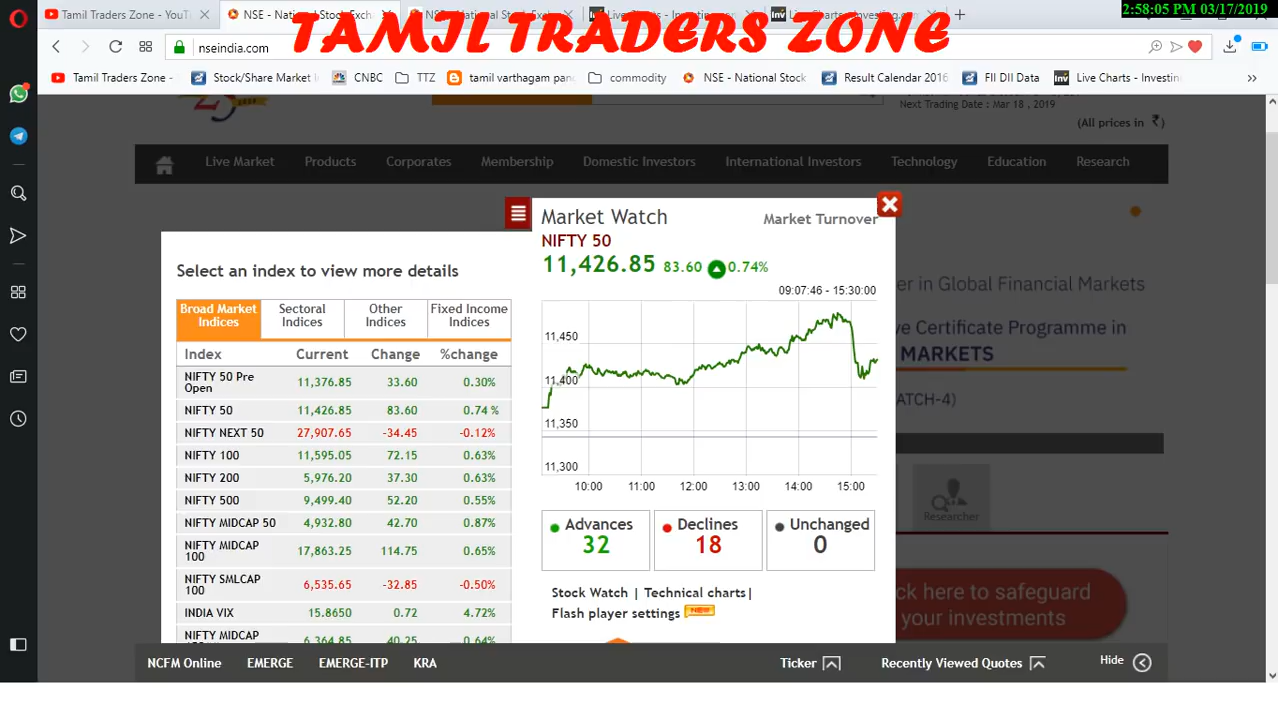 2:58:05 PM 03/17/2019
TAMIL TRADERS ZONE
Tamil Traders Zone - YouT
NSE - National Stock Exch
nseindia.com
Tamil Traders Zone -
Stock/Share Market
CNBC
TTZ
tamil varthagam pan
commodity
NSE - National Stock
Result Calendar 2016
FII DII Data
Live Charts - Investin
Next Trading Date : Mar 18 , 2019
(All prices in ₹)
Live Market
Products
Corporates
Membership
Domestic Investors
International Investors
Technology
Education
Research
Select an index to view more details
Broad Market Indices
Sectoral Indices
Other Indices
Fixed Income Indices
Index Current Change %change
NIFTY 50 Pre Open 11,376.85 33.60 0.30%
NIFTY 50 11,426.85 83.60 0.74 %
NIFTY NEXT 50 27,907.65 -34.45 -0.12%
NIFTY 100 11,595.05 72.15 0.63%
NIFTY 200 5,976.20 37.30 0.63%
NIFTY 500 9,499.40 52.20 0.55%
NIFTY MIDCAP 50 4,932.80 42.70 0.87%
NIFTY MIDCAP 100 17,863.25 114.75 0.65%
NIFTY SMLCAP 100 6,535.65 -32.85 -0.50%
INDIA VIX 15.8650 0.72 4.72%
NIFTY MIDCAP 6,364.85 40.25 0.64%
Market Watch
Market Turnover
NIFTY 50
11,426.85 83.60 0.74%
09:07:46 - 15:30:00
11,450
11,400
11,350
11,300
10:00 11:00 12:00 13:00 14:00 15:00
Advances
32
Declines
18
Unchanged
0
Stock Watch | Technical charts|
Flash player settings NEW
er in Global Financial Markets
ve Certificate Programme in
MARKETS
ATCH-4)
Researcher
ck here to safeguard
your investments
NCFM Online
EMERGE
EMERGE-ITP
KRA
Ticker
Recently Viewed Quotes
Hide